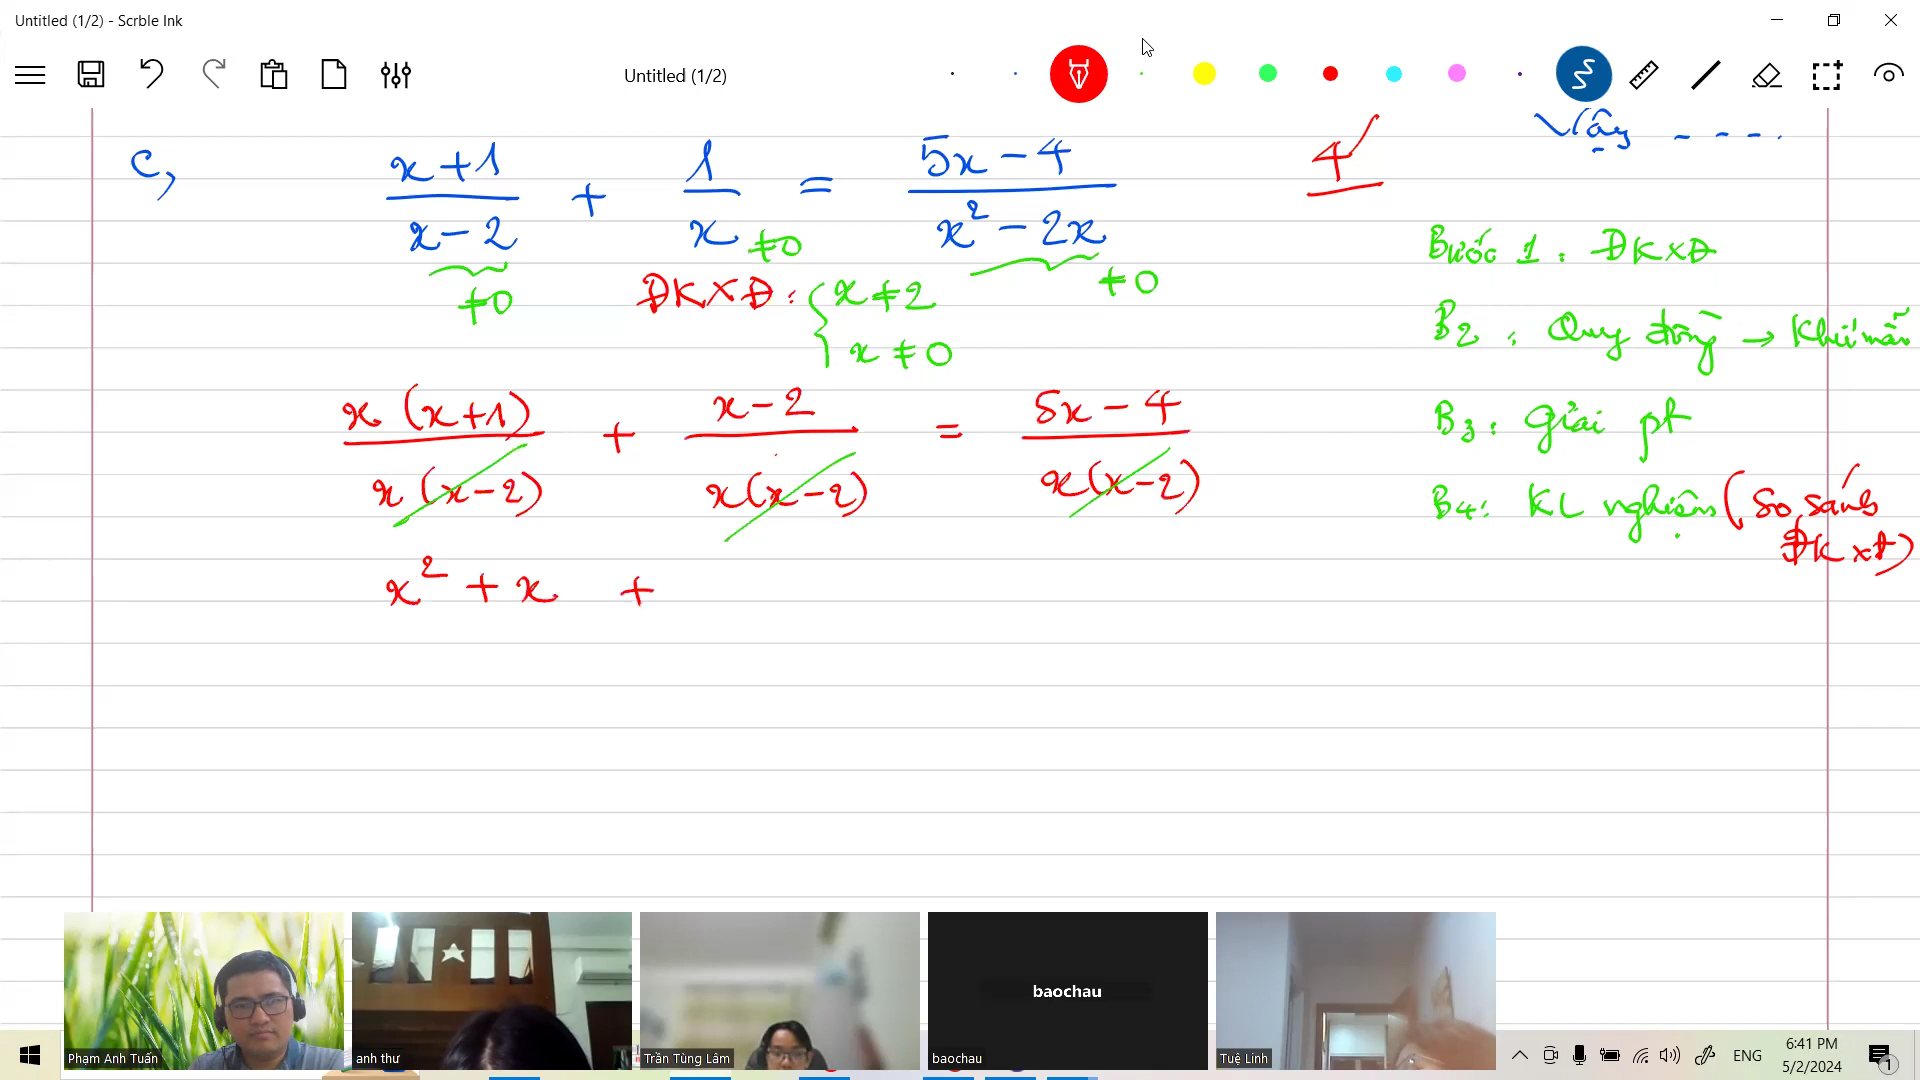 Untitled (1/2) - Scrble Ink
Untitled (1/2)
Vậy - - - - .
c, (x+1)/(x-2) + 1/x = (5x-4)/(x²-2x)
4
≠0
≠0
≠0
ĐKXĐ: { x ≠ 2
x ≠ 0
Bước 1: ĐKXĐ
B2: Quy đồng → Khử mẫu
B3: Giải pt
B4: KL nghiệm (So sánh
ĐKXĐ)
x(x+1)/x(x-2) + (x-2)/x(x-2) = (5x-4)/x(x-2)
x² + x +
baochau
Phạm Anh Tuấn
anh thư
Trần Tùng Lâm
baochau
Tuệ Linh
ENG
6:41 PM
5/2/2024
1